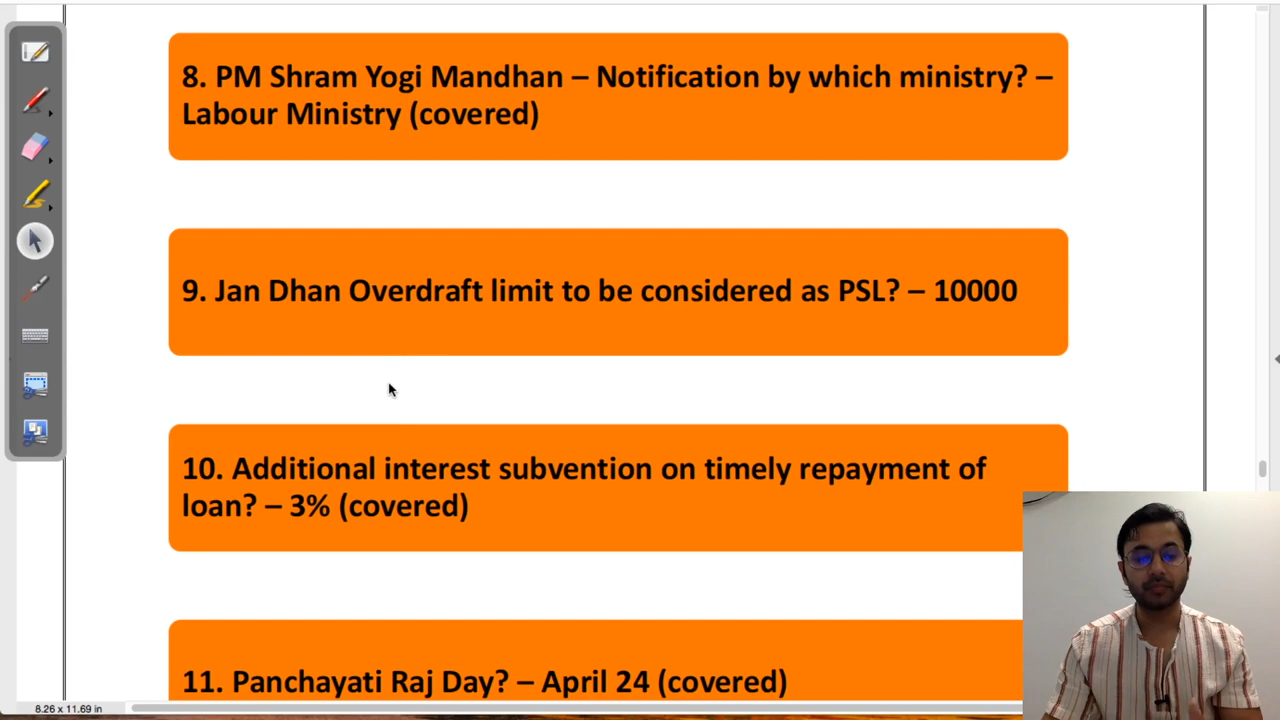 8. PM Shram Yogi Mandhan – Notification by which ministry? –
Labour Ministry (covered)
9. Jan Dhan Overdraft limit to be considered as PSL? – 10000
10. Additional interest subvention on timely repayment of
loan? – 3% (covered)
11. Panchayati Raj Day? – April 24 (covered)
8.26 x 11.69 in